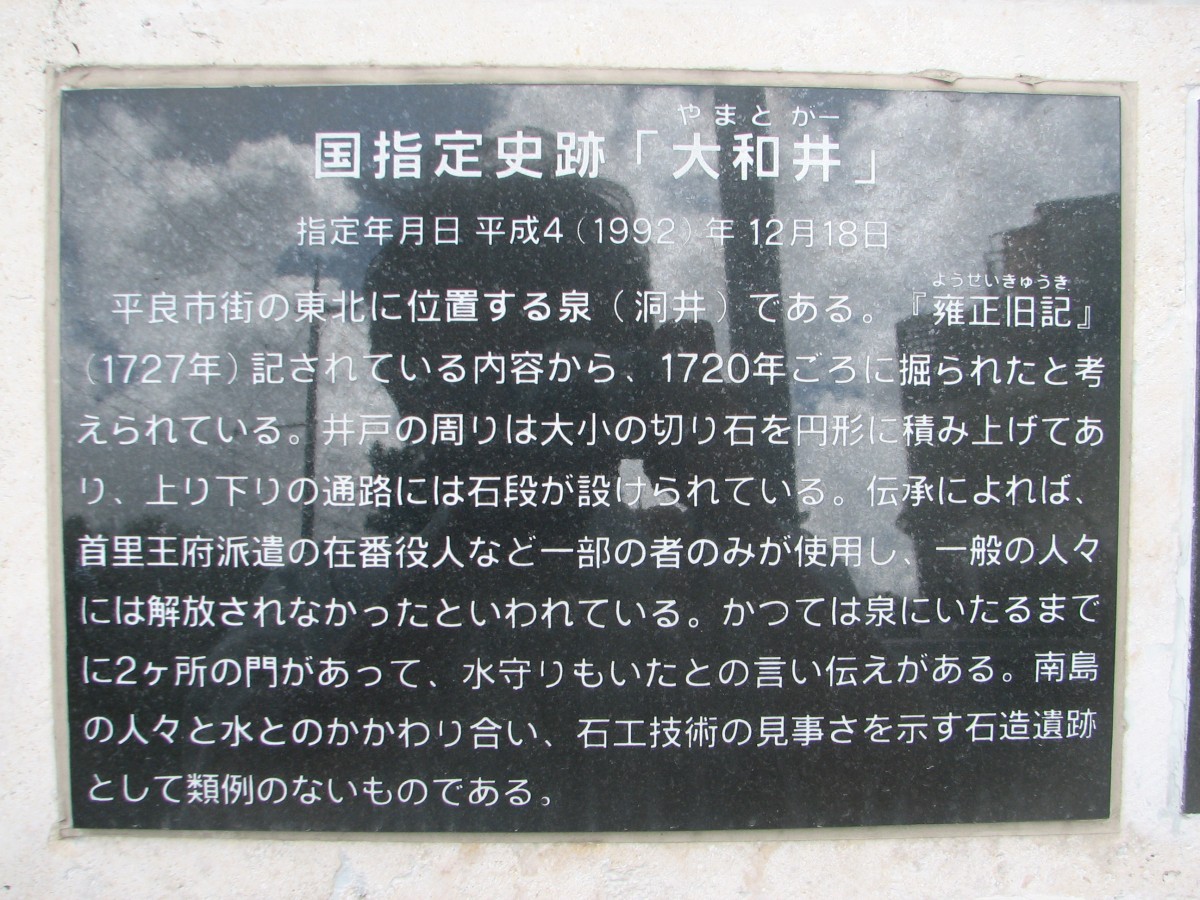 やまとがー
国指定史跡「大和井」
指定年月日 平成4(1992)年 12月18日
ようせいきゅうき
平良市街の東北に位置する泉(洞井)である。『雍正旧記』
(1727年)記されている内容から、1720年ごろに掘られたと考
えられている。井戸の周りは大小の切り石を円形に積み上げてあ
り、上り下りの通路には石段が設けられている。伝承によれば、
首里王府派遣の在番役人など一部の者のみが使用し、一般の人々
には解放されなかったといわれている。かつては泉にいたるまで
に2ヶ所の門があって、水守りもいたとの言い伝えがある。南島
の人々と水とのかかわり合い、石工技術の見事さを示す石造遺跡
として類例のないものである。